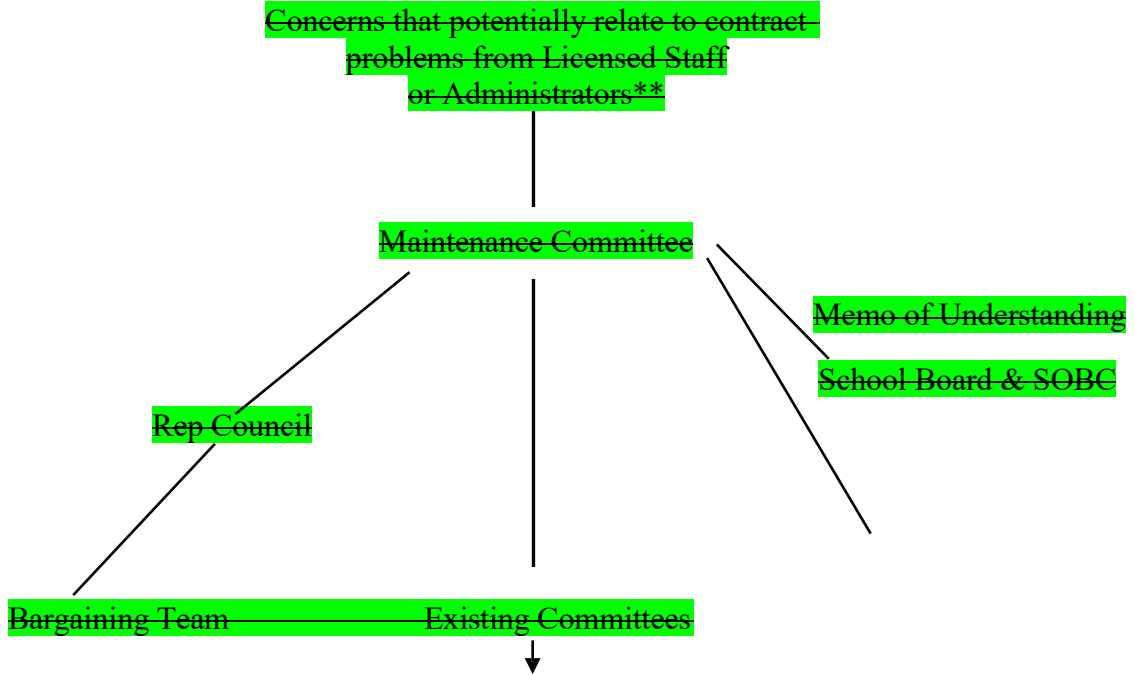 Concerns that potentially relate to contract
problems from Licensed Staff
or Administrators**
Maintenance Committee
Memo of Understanding
School Board & SOBC
Rep Council
Bargaining Team Existing Committees